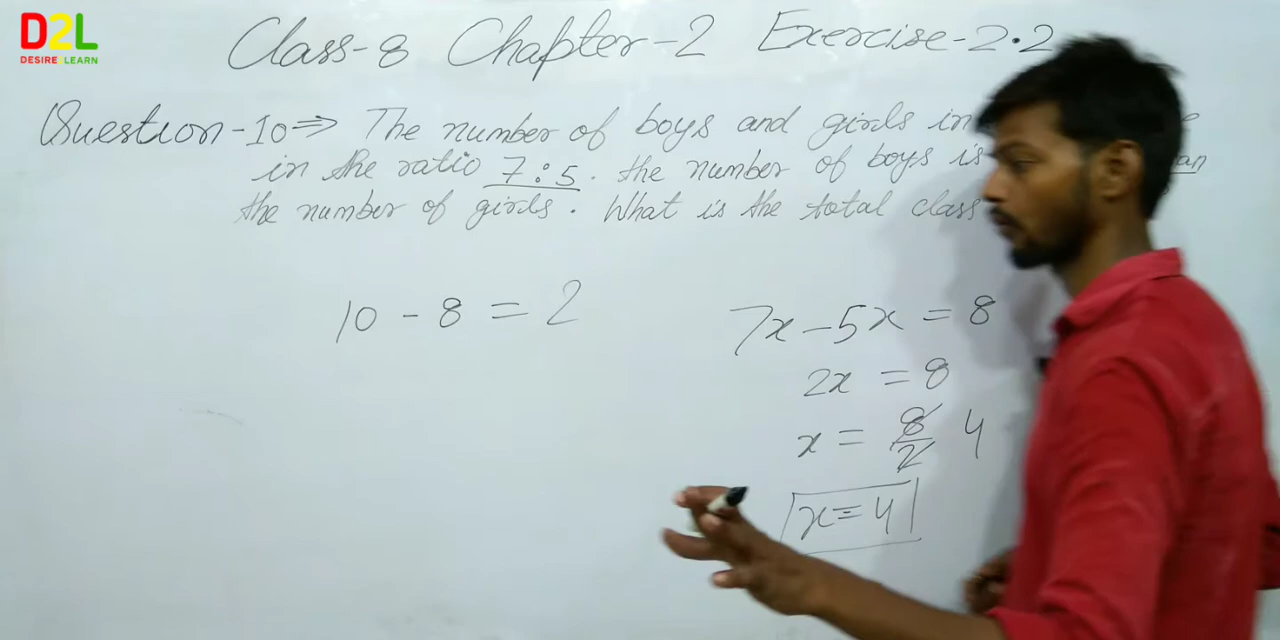 D2L
DESIRE LEARN
Class-8 Chapter-2 Exercise-2.2
Question-10⇒ The number of boys and girls in
in the ratio 7:5. the number of boys is an
the number of girls. What is the total class
10 - 8 = 2
7x - 5x = 8
2x = 8
x = 8/2 4
x = 4